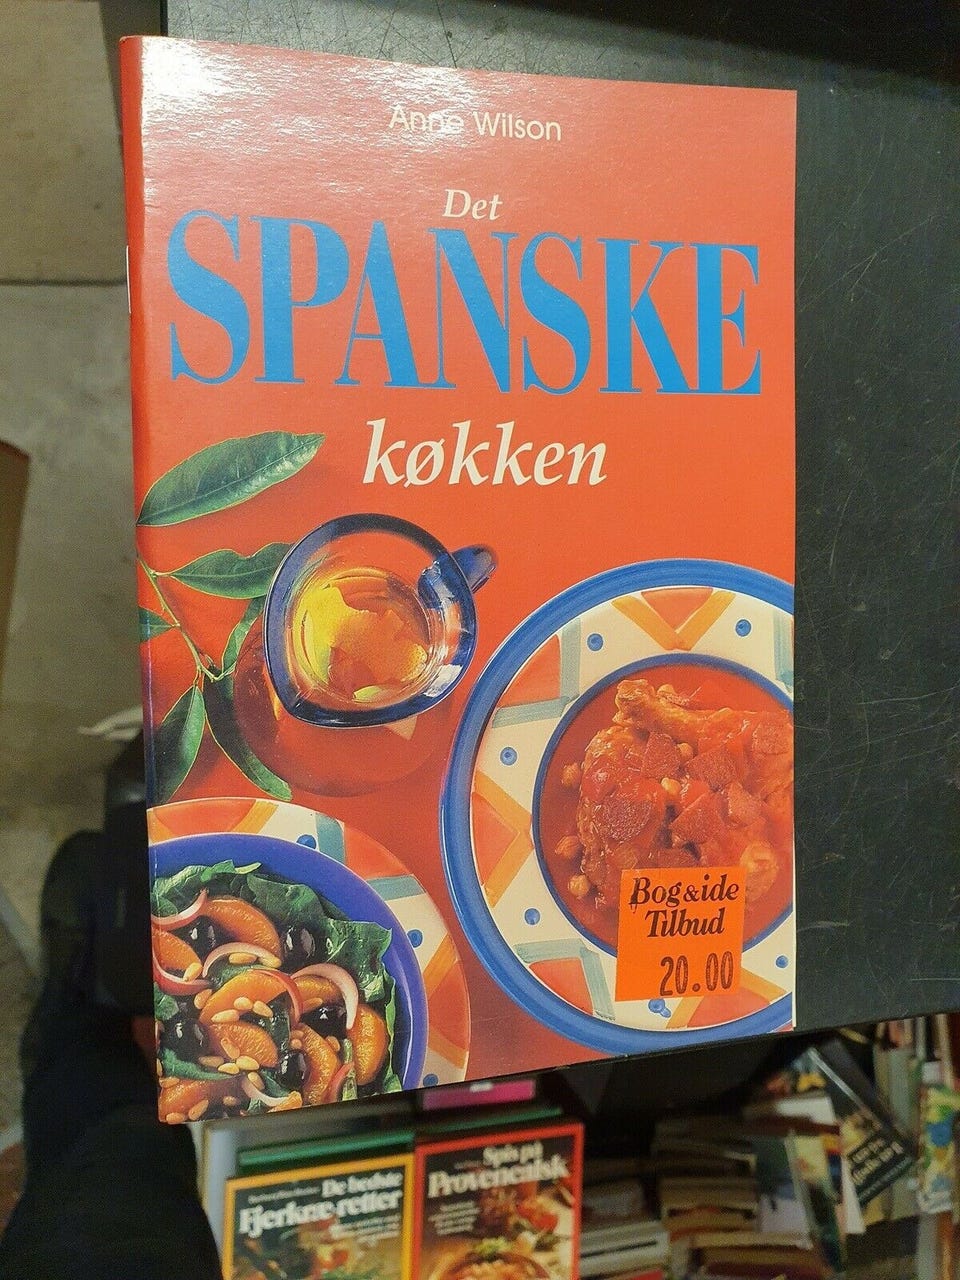 Anne Wilson
Det
SPANSKE
køkken
Bog&ide
Tilbud
20.00
De bedste
Fjerkræ-retter
Spis på
Provencalsk